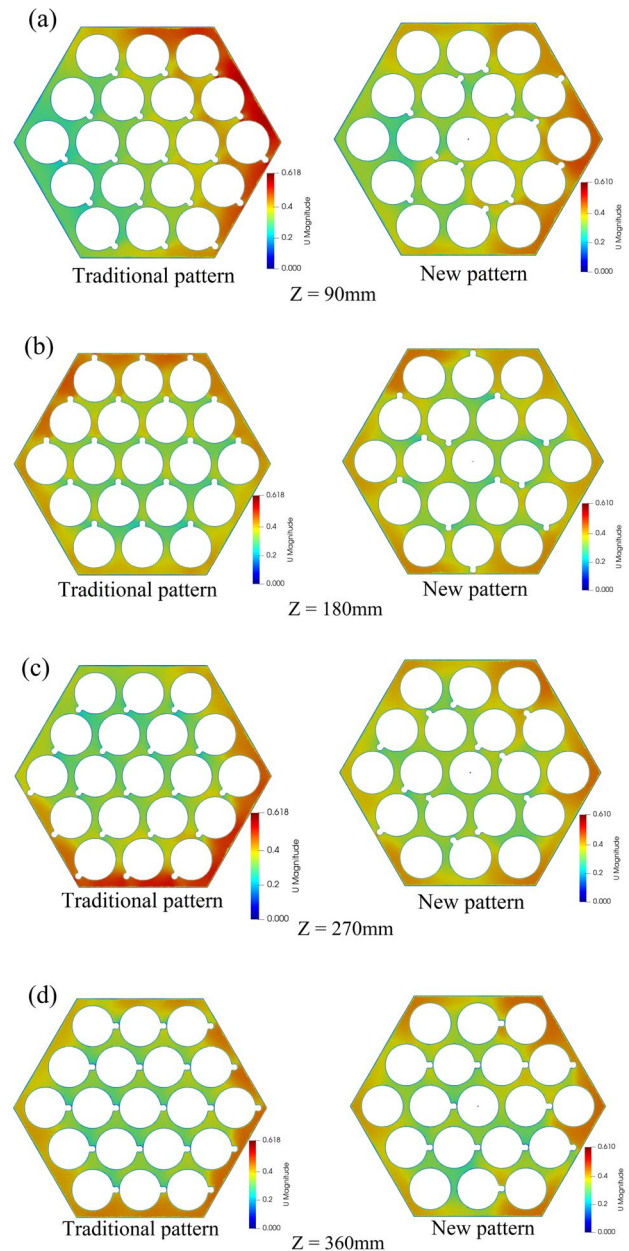 (a)
0.618
0.4
0.2
0.000
U Magnitude
0.610
0.4
0.2
0.000
U Magnitude
Traditional pattern
New pattern
Z = 90mm
(b)
0.618
0.4
0.2
0.000
U Magnitude
0.610
0.4
0.2
0.000
U Magnitude
Traditional pattern
New pattern
Z = 180mm
(c)
0.618
0.4
0.2
0.000
U Magnitude
0.610
0.4
0.2
0.000
U Magnitude
Traditional pattern
New pattern
Z = 270mm
(d)
0.618
0.4
0.2
0.000
U Magnitude
0.610
0.4
0.2
0.000
U Magnitude
Traditional pattern
New pattern
Z = 360mm